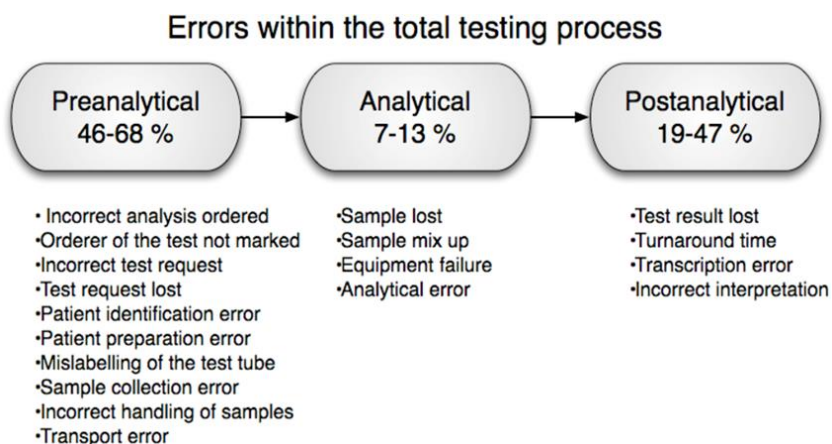 Errors within the total testing process
Preanalytical
46-68 %
Analytical
7-13 %
Postanalytical
19-47 %
• Incorrect analysis ordered
•Orderer of the test not marked
•Incorrect test request
•Test request lost
•Patient identification error
•Patient preparation error
•Mislabelling of the test tube
•Sample collection error
•Incorrect handling of samples
•Transport error
•Sample lost
•Sample mix up
•Equipment failure
•Analytical error
•Test result lost
•Turnaround time
•Transcription error
•Incorrect interpretation